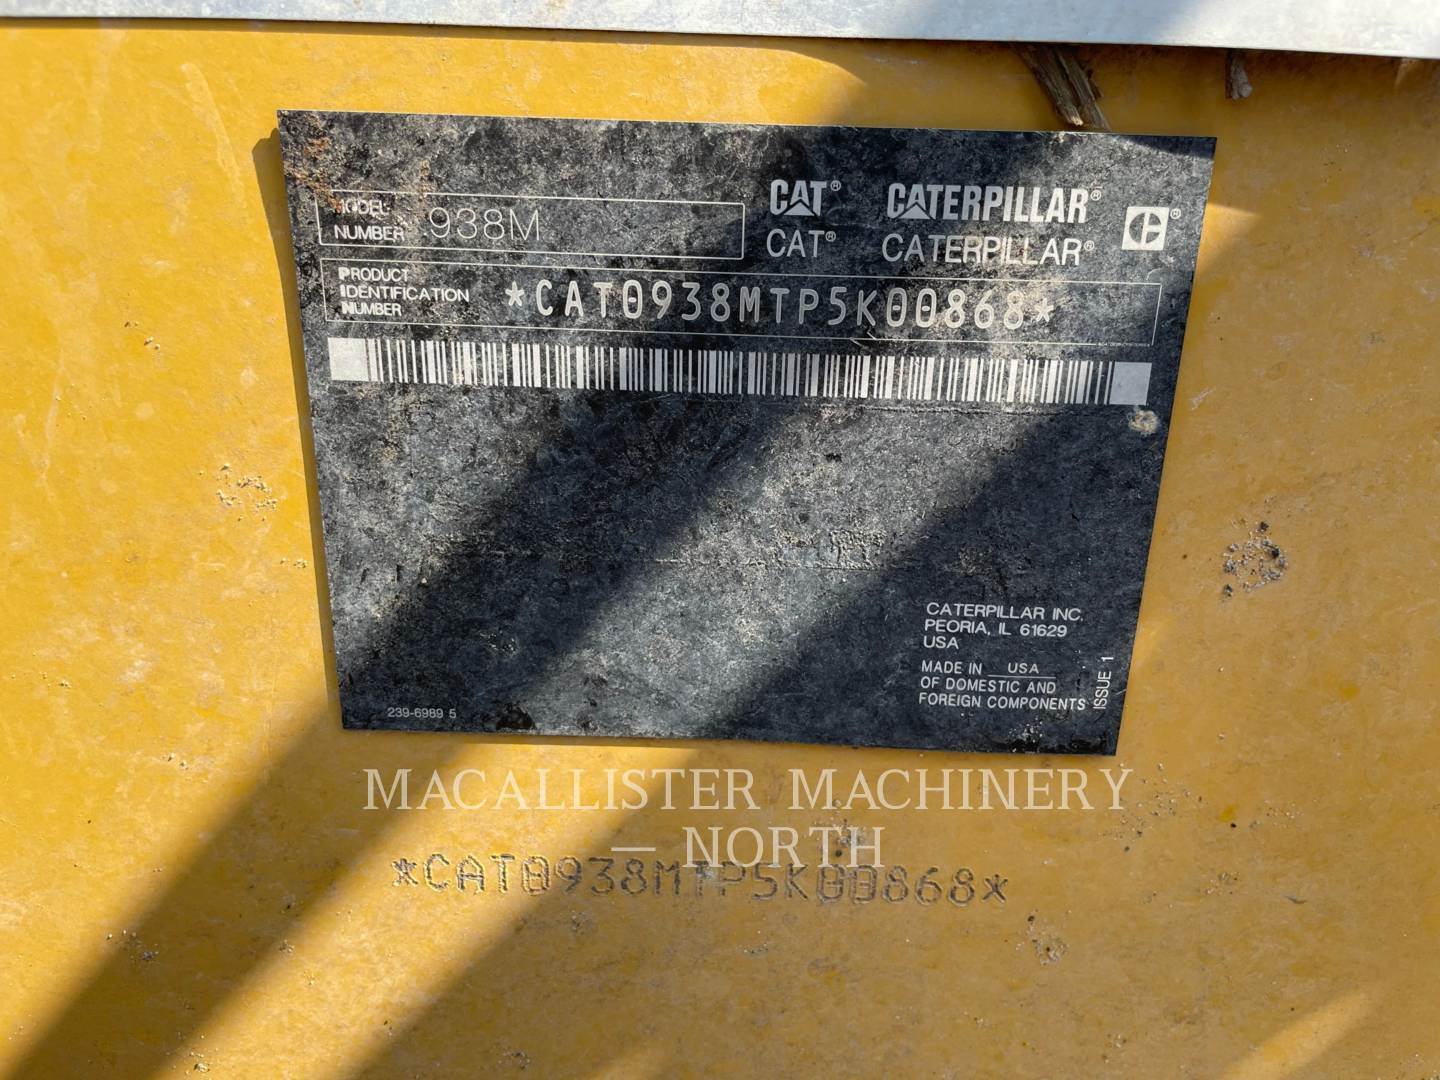 MODEL
NUMBER 938M
CAT® CATERPILLAR®
CAT® CATERPILLAR®
PRODUCT
IDENTIFICATION
NUMBER
*CAT0938MTP5K00868*
CATERPILLAR INC.
PEORIA, IL 61629
USA
MADE IN USA
OF DOMESTIC AND
FOREIGN COMPONENTS
ISSUE 1
239-6989 5
MACALLISTER MACHINERY
— NORTH
*CAT0938MTP5K00868*